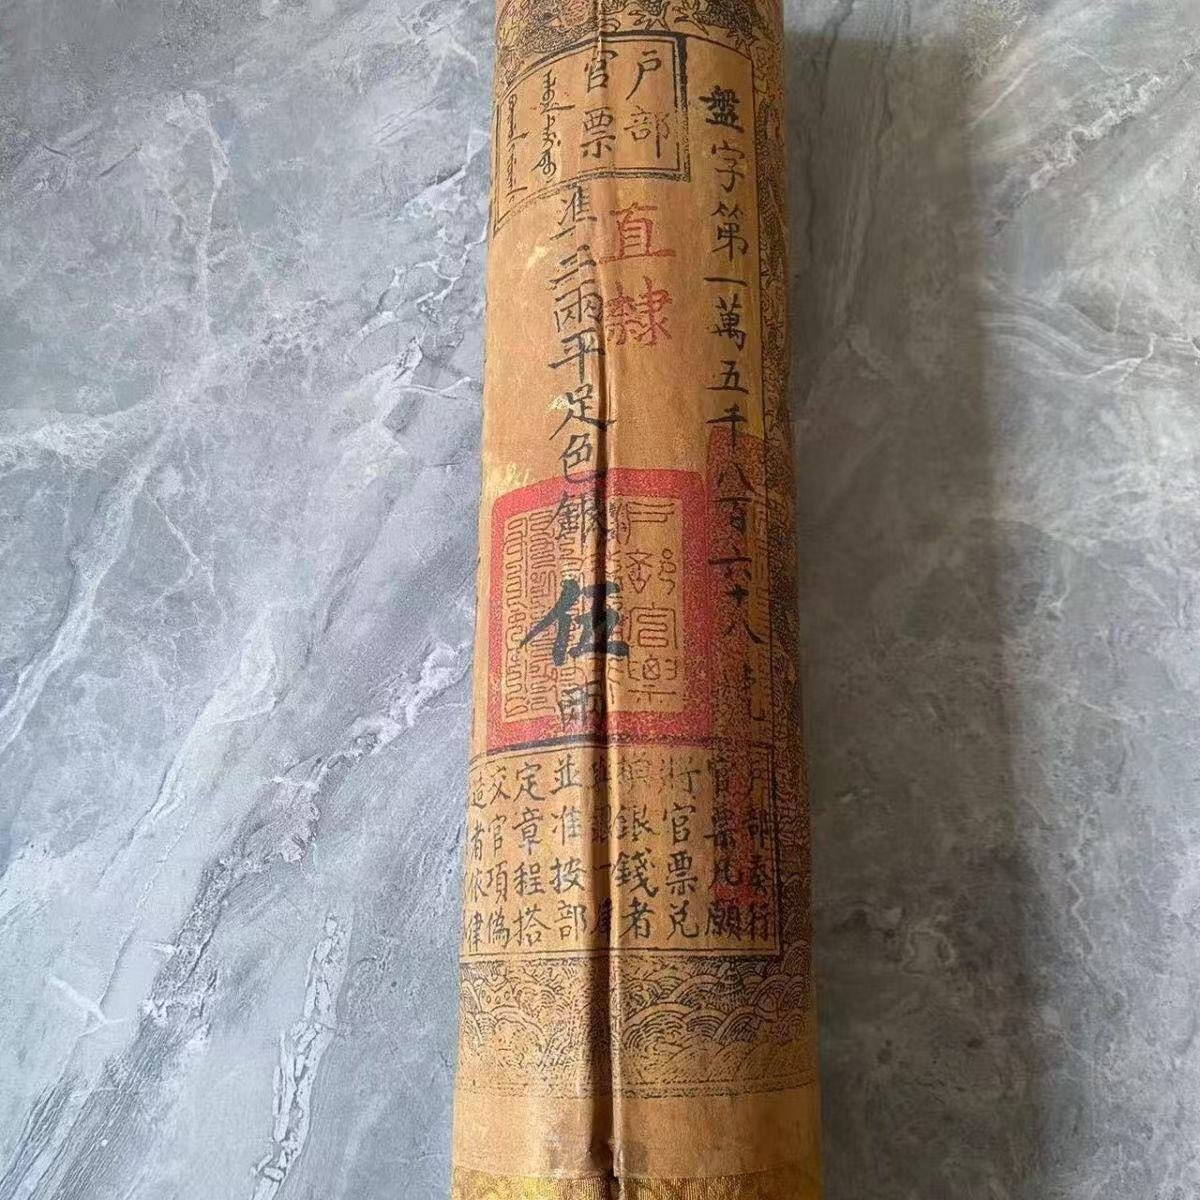 盤字第一萬五千八百六十八
戶部
官票
直隸
準二兩平足色銀伍兩
戶部奏行
官票凡願
將官票兌
銀錢者
並准按部
定章程搭
交官項偽
造者依律